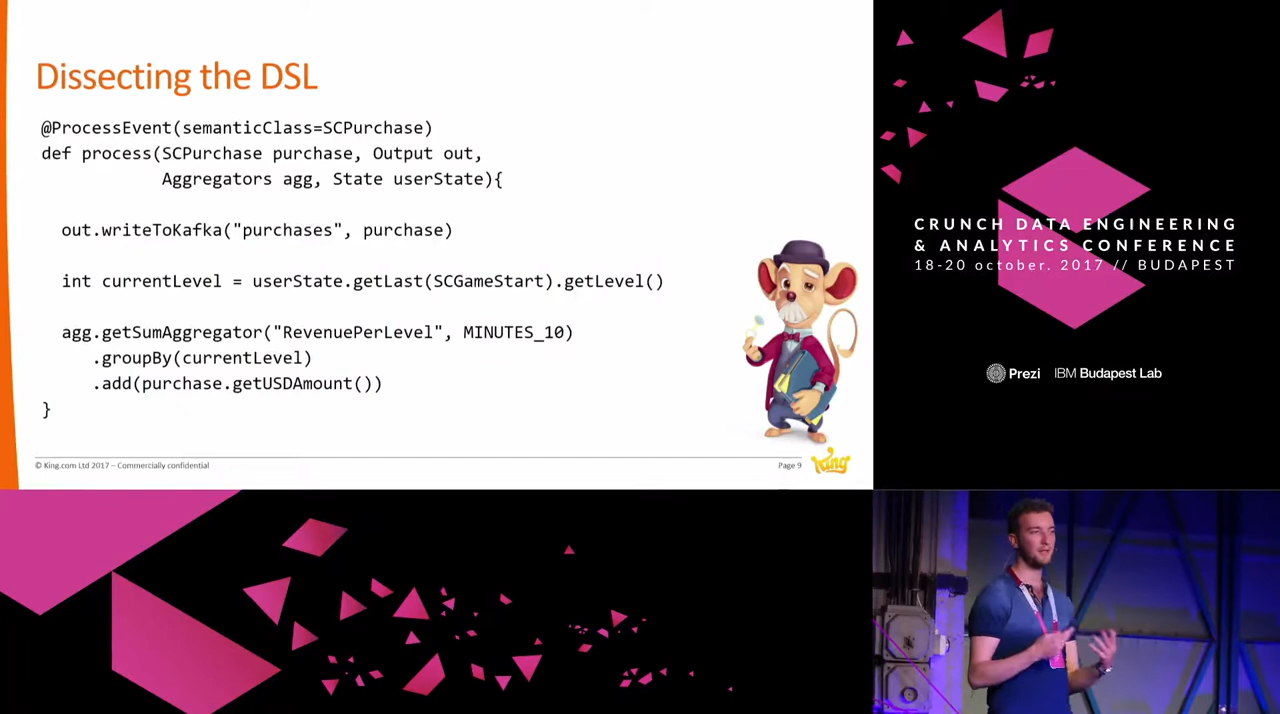 Dissecting the DSL
@ProcessEvent(semanticClass=SCPurchase)
def process(SCPurchase purchase, Output out,
Aggregators agg, State userState){
out.writeToKafka("purchases", purchase)
int currentLevel = userState.getLast(SCGameStart).getLevel()
agg.getSumAggregator("RevenuePerLevel", MINUTES_10)
.groupBy(currentLevel)
.add(purchase.getUSDAmount())
}
© King.com Ltd 2017 – Commercially confidential
Page 9
King
CRUNCH DATA ENGINEERING
& ANALYTICS CONFERENCE
18-20 october. 2017 // BUDAPEST
Prezi IBM Budapest Lab